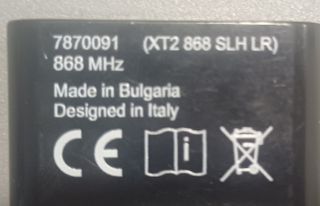 7870091 (XT2 868 SLH LR)
868 MHz
Made in Bulgaria
Designed in Italy
CE
i